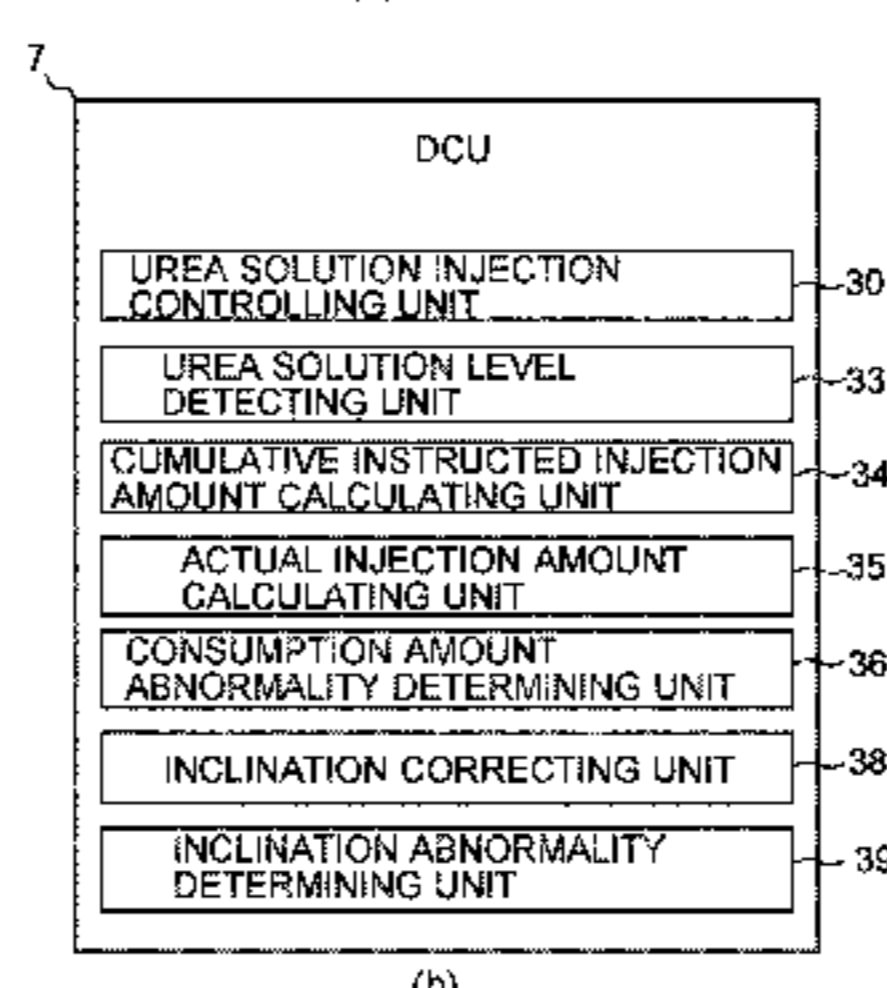 7
DCU
UREA SOLUTION INJECTION
CONTROLLING UNIT
30
UREA SOLUTION LEVEL
DETECTING UNIT
33
CUMULATIVE INSTRUCTED INJECTION
AMOUNT CALCULATING UNIT
34
ACTUAL INJECTION AMOUNT
CALCULATING UNIT
35
CONSUMPTION AMOUNT
ABNORMALITY DETERMINING UNIT
36
INCLINATION CORRECTING UNIT
38
INCLINATION ABNORMALITY
DETERMINING UNIT
39
(b)